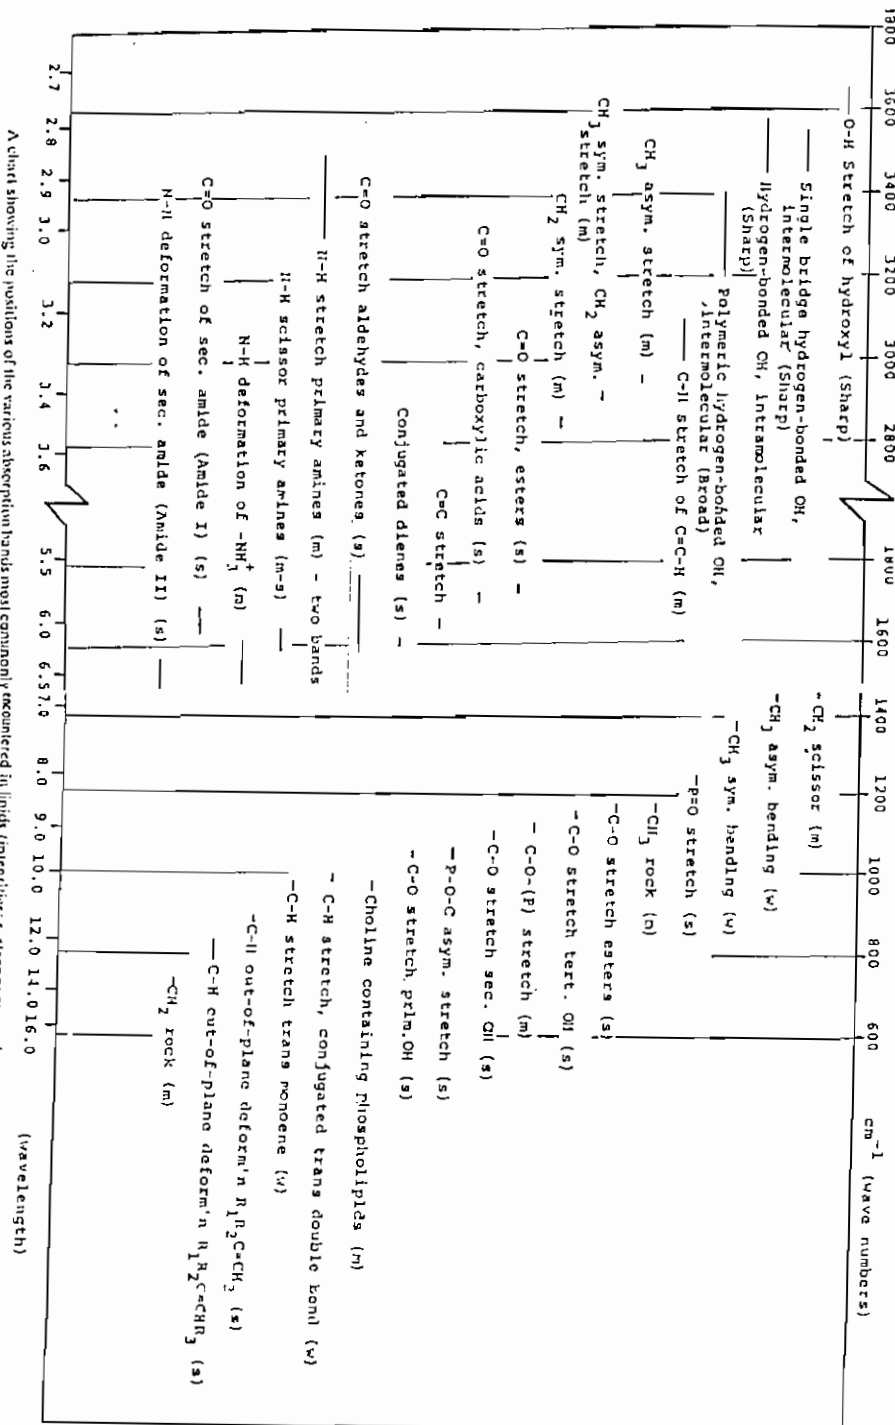 3800 3600 3400 3200 3000 2800 1800 1600 1400 1200 1000 800 600 cm⁻¹ (wave numbers)
O-H Stretch of hydroxyl (Sharp)
Single bridge hydrogen-bonded OH,
intermolecular (Sharp)
Hydrogen-bonded OH, intramolecular
(Sharp)
Polymeric hydrogen-bonded OH,
,intermolecular (Broad)
C-H stretch of C=C-H (m)
CH₃ asym. stretch (m) -
CH₃ sym. stretch, CH₂ asym. -
stretch (m)
CH₂ sym. stretch (m) -
C=O stretch, esters (s) -
C=O stretch, carboxylic acids (s) -
C=C stretch -
Conjugated dienes (s) -
C=O stretch aldehydes and ketones (s)
N-H stretch primary amines (m) - two bands
N-H scissor primary amines (m-s)
N-H deformation of -NH₃⁺ (m)
C=O stretch of sec. amide (Amide I) (s)
N-H deformation of sec. amide (Amide II) (s)
-CH₂ scissor (m)
-CH₃ asym. bending (w)
-CH₃ sym. bending (w)
-P=O stretch (s)
-CH₃ rock (m)
-C-O stretch esters (s)
-C-O stretch tert. OH (s)
- C-O-(P) stretch (m)
-C-O stretch sec. OH (s)
-P-O-C asym. stretch (s)
-C-O stretch prim.OH (s)
-Choline containing phospholipids (m)
- C-H stretch, conjugated trans double bond (w)
-C-H stretch trans monoene (w)
-C-H out-of-plane deform'n R₁R₂C=CH₂ (s)
C-H out-of-plane deform'n R₁R₂C=CHR₃ (s)
-CH₂ rock (m)
2.7 2.8 2.9 3.0 3.2 3.4 3.6 5.5 6.0 6.5 7.0 8.0 9.0 10.0 12.0 14.0 16.0 (wavelength)
A chart showing the positions of the various absorption bands most commonly encountered in lipids